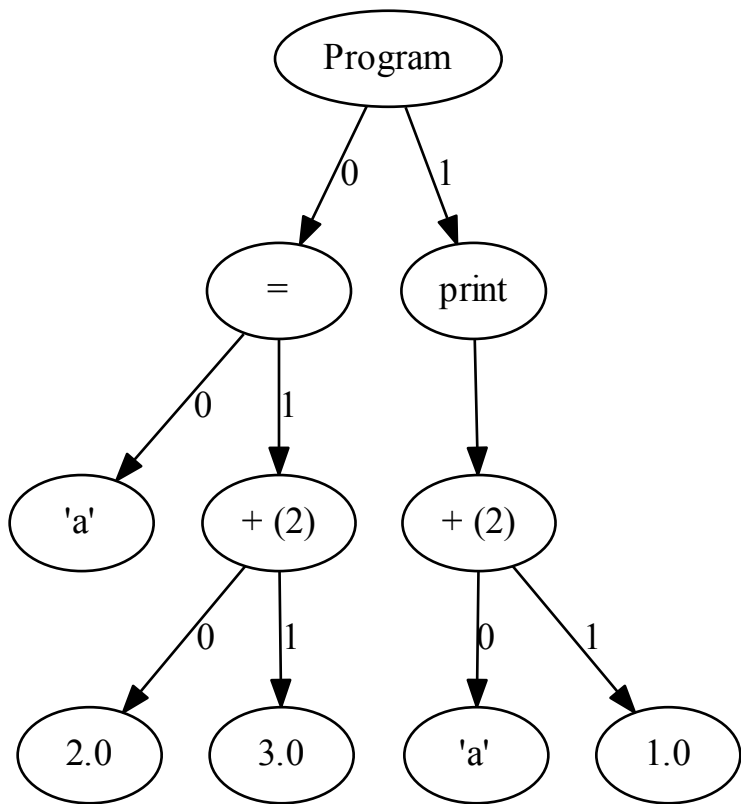 Program
0 1
= print
0 1
'a' + (2) + (2)
0 1 0 1
2.0 3.0 'a' 1.0